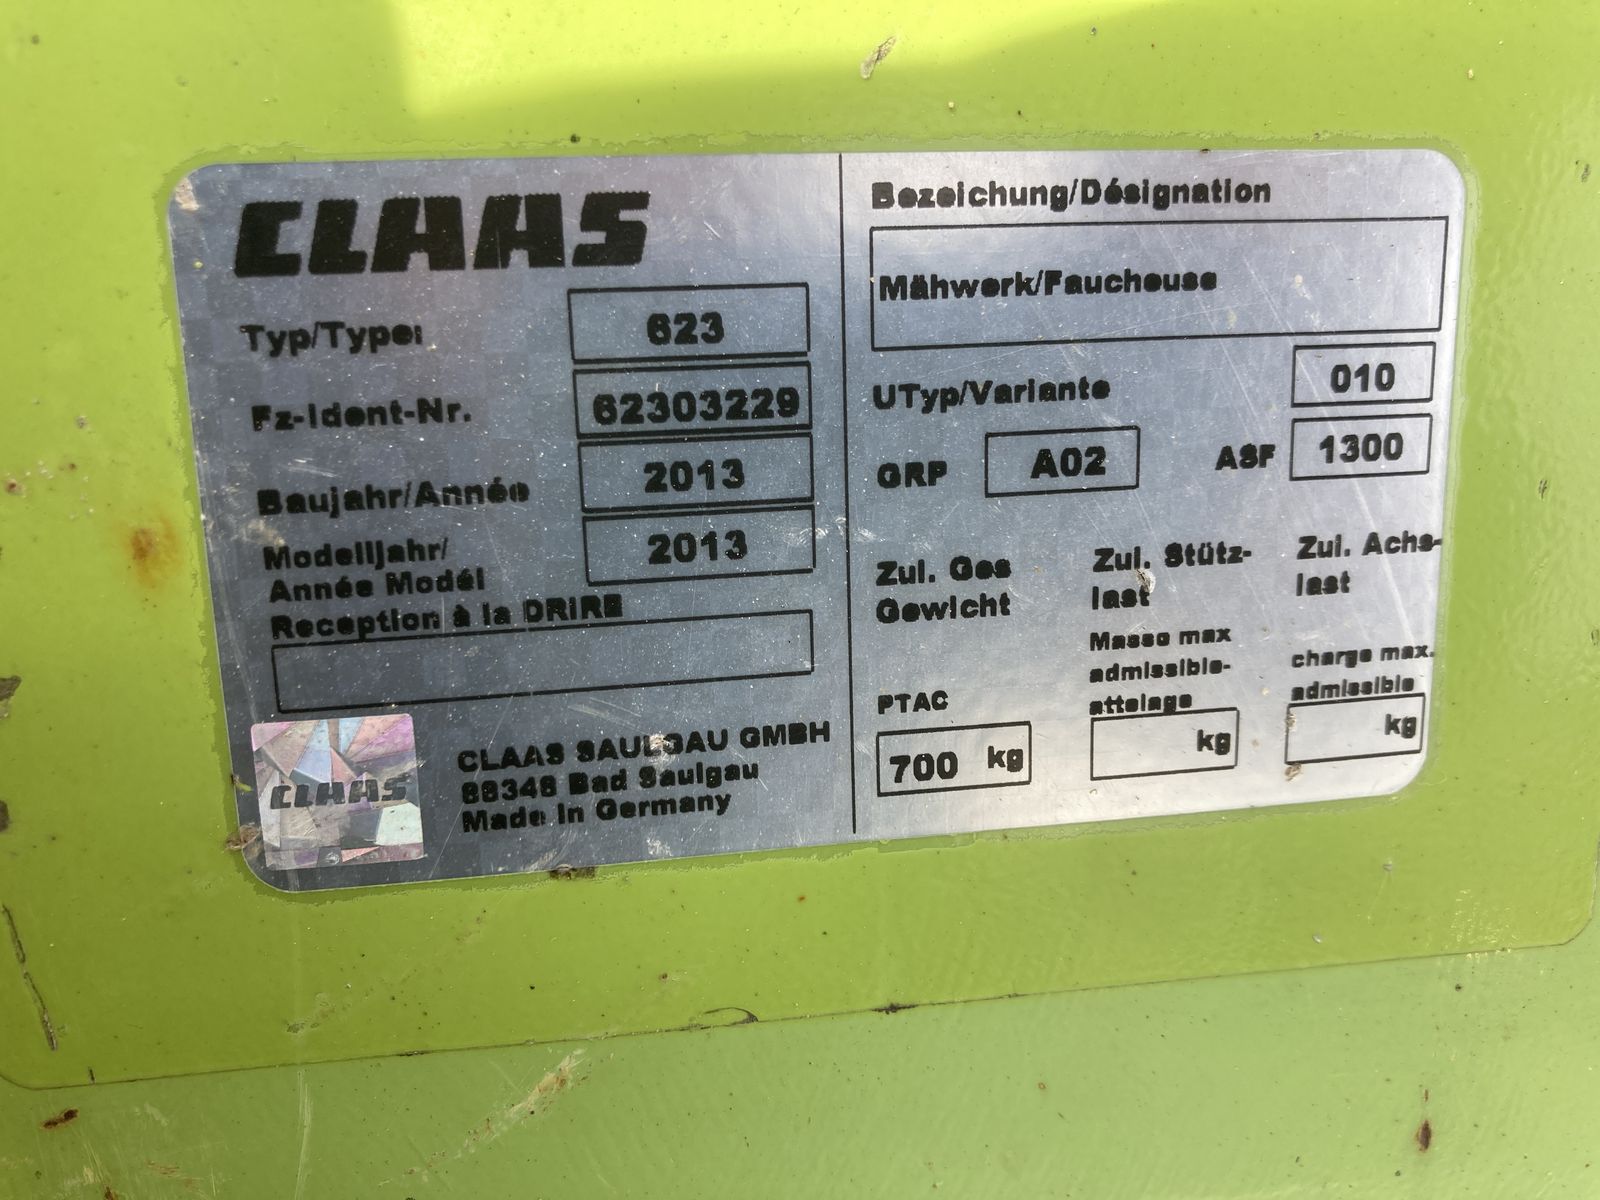 CLAAS
Typ/Type: 623
Fz-Ident-Nr. 62303229
Baujahr/Année 2013
Modelljahr/
Année Modél 2013
Reception à la DRIRE
CLAAS
CLAAS SAULGAU GMBH
88348 Bad Saulgau
Made in Germany
Bezeichung/Désignation
Mähwerk/Faucheuse
UTyp/Variante 010
GRP A02 ASF 1300
Zul. Ges
Gewicht
PTAC
700 kg
Zul. Stütz-
last
Masse max
admissible-
attelage
kg
Zul. Achs-
last
charge max.
admissible
kg